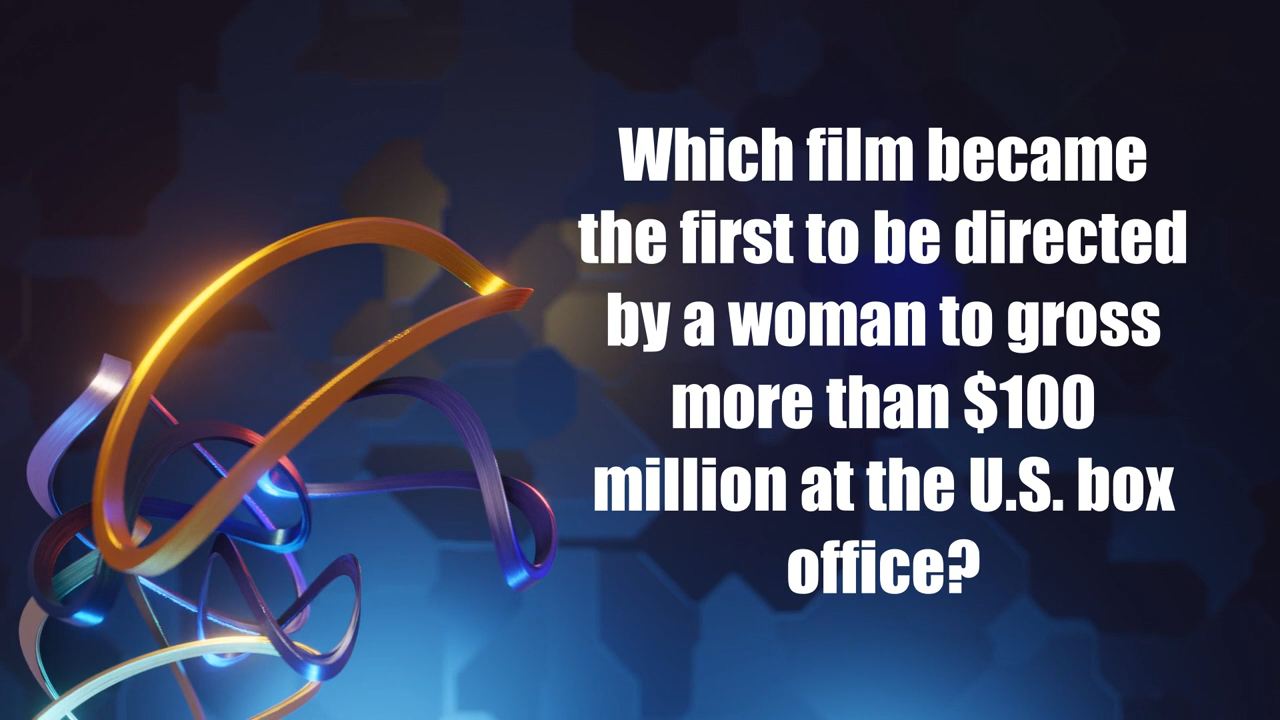 Which film became
the first to be directed
by a woman to gross
more than $100
million at the U.S. box
office?